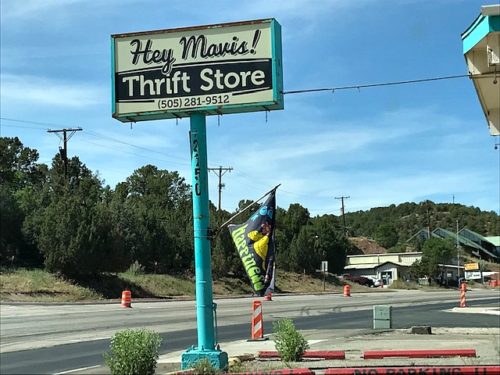 Hey Mavis!
Thrift Store
(505) 281-9512